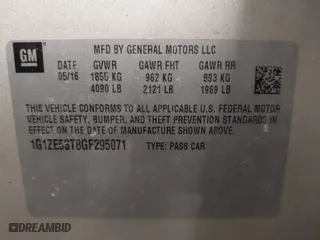 GM
MFD BY GENERAL MOTORS LLC
05/16 GVWR GAWR FRT GAWR RR
1855 KG 962 KG 893 KG
4090 LB 2121 LB 1969 LB
THIS VEHICLE CONFORMS TO ALL APPLICABLE U.S. FEDERAL MOTOR
VEHICLE SAFETY, BUMPER, AND THEFT PREVENTION STANDARDS
IN EFFECT ON THE DATE OF MANUFACTURE SHOWN ABOVE.
1G1ZE5ST8GF295071 TYPE: PASS CAR
DREAMBID